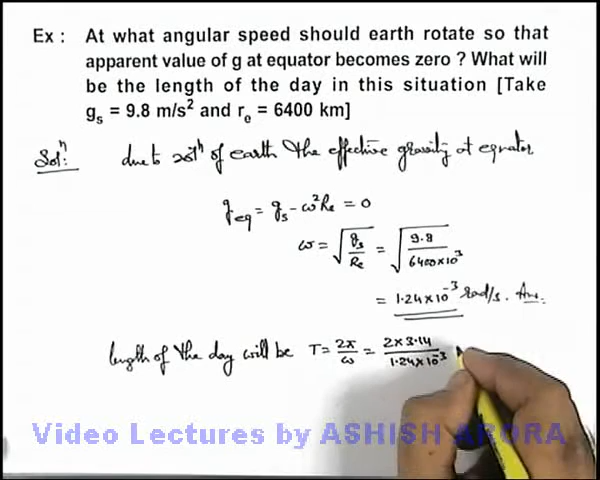 Ex : At what angular speed should earth rotate so that
apparent value of g at equator becomes zero ? What will
be the length of the day in this situation [Take
gs = 9.8 m/s² and re = 6400 km]
Solⁿ: due to rotⁿ of earth the effective gravity at equator
geq = gs - ω²Re = 0
ω = √(gs/Re) = √(9.8/6400×10³)
= 1.24×10⁻³ rad/s. Ans.
length of the day will be T = 2π/ω = 2×3.14/1.24×10⁻³
Video Lectures by ASHISH ARORA